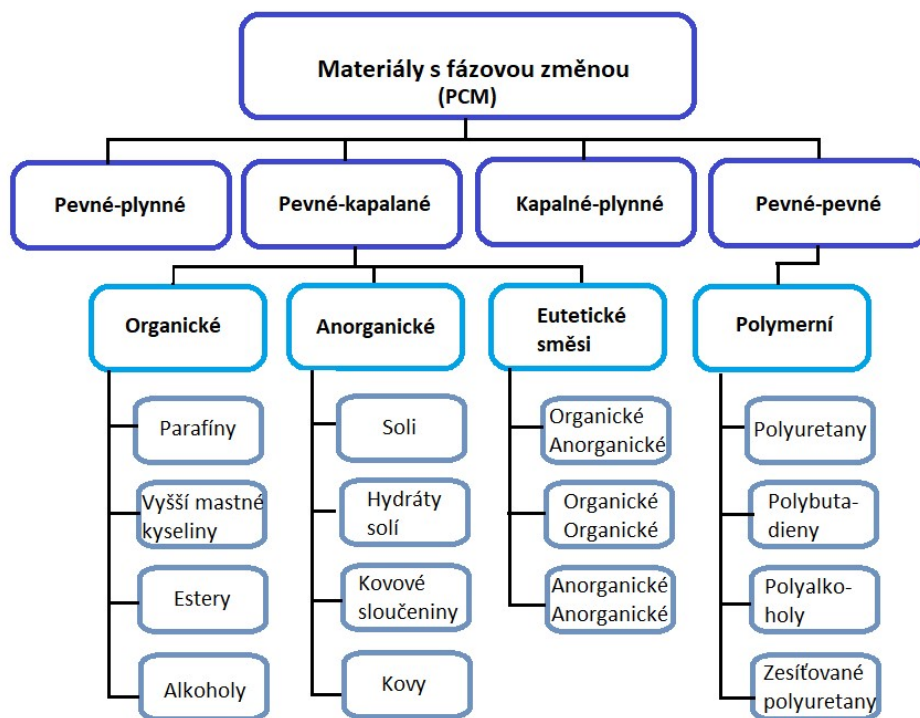 Materiály s fázovou změnou
(PCM)
Pevné-plynné
Pevné-kapalané
Kapalné-plynné
Pevné-pevné
Organické
Anorganické
Eutetické
směsi
Polymerní
Parafíny
Vyšší mastné
kyseliny
Estery
Alkoholy
Soli
Hydráty
solí
Kovové
sloučeniny
Kovy
Organické
Anorganické
Organické
Organické
Anorganické
Anorganické
Polyuretany
Polybuta-
dieny
Polyalko-
holy
Zesíťované
polyuretany